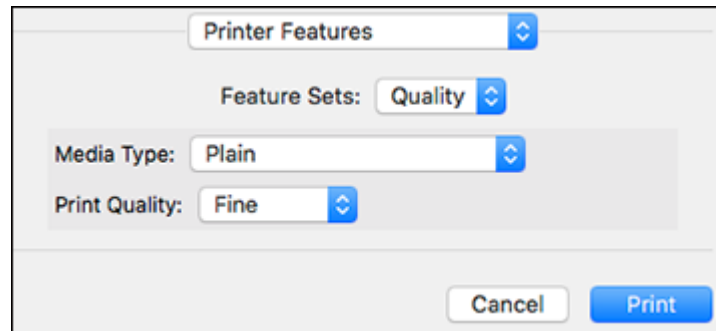 Printer Features
Feature Sets: Quality
Media Type: Plain
Print Quality: Fine
Cancel Print